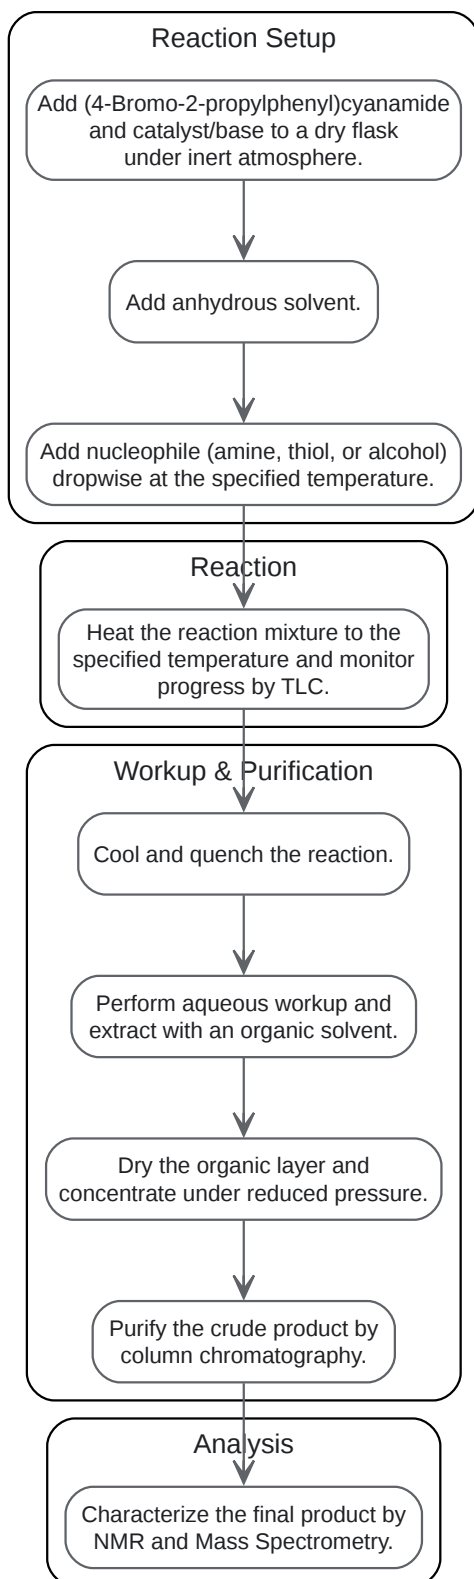 Reaction Setup
Add (4-Bromo-2-propylphenyl)cyanamide
and catalyst/base to a dry flask
under inert atmosphere.
Add anhydrous solvent.
Add nucleophile (amine, thiol, or alcohol)
dropwise at the specified temperature.
Reaction
Heat the reaction mixture to the
specified temperature and monitor
progress by TLC.
Workup & Purification
Cool and quench the reaction.
Perform aqueous workup and
extract with an organic solvent.
Dry the organic layer and
concentrate under reduced pressure.
Purify the crude product by
column chromatography.
Analysis
Characterize the final product by
NMR and Mass Spectrometry.